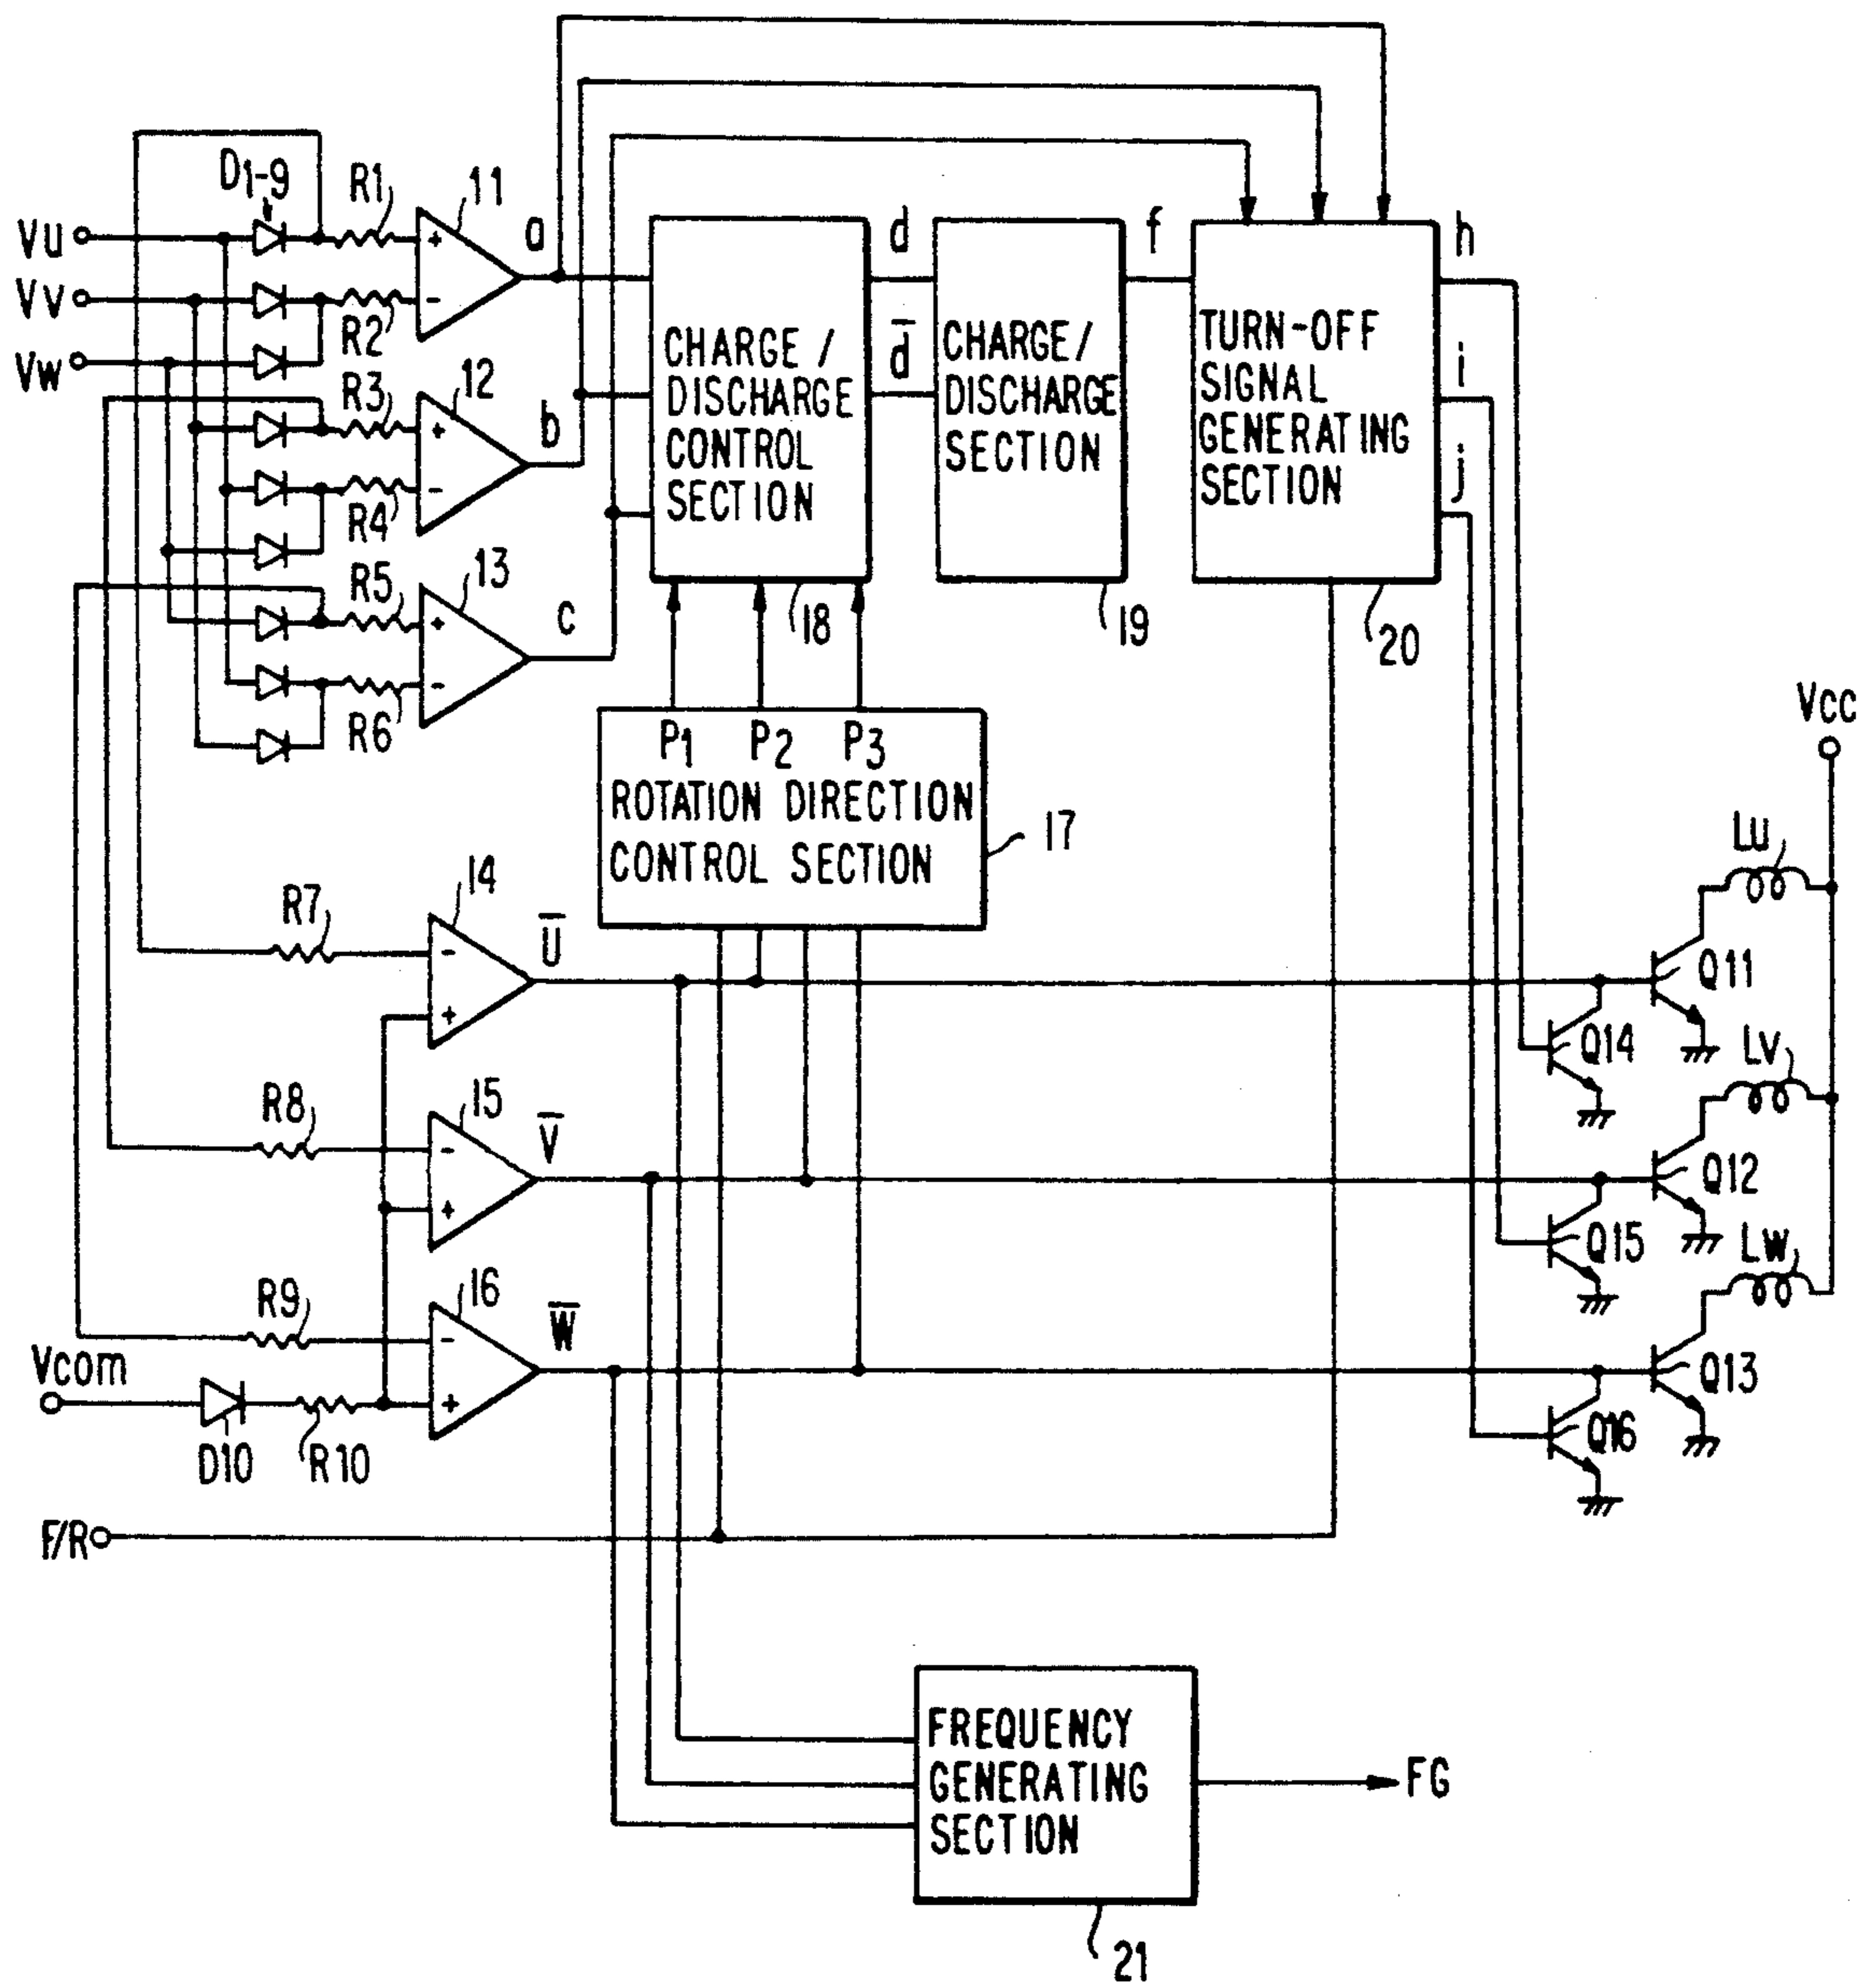 D1-9
R1
11
a
d
f
h
Vu
Vv
Vw
+
-
R2
R3
12
b
CHARGE /
DISCHARGE
CONTROL
SECTION
d̅
CHARGE/
DISCHARGE
SECTION
TURN-OFF
SIGNAL
GENERATING
SECTION
i
j
+
-
R4
R5
13
c
18
19
20
+
-
R6
P1 P2 P3
ROTATION DIRECTION
CONTROL SECTION
17
Vcc
Lu
R7
14
U̅
-
+
Q11
Q14
Lv
R8
15
V̅
-
+
Q12
Q15
Lw
R9
16
W̅
-
+
Q13
Q16
Vcom
D10
R10
F/R
FREQUENCY
GENERATING
SECTION
FG
21